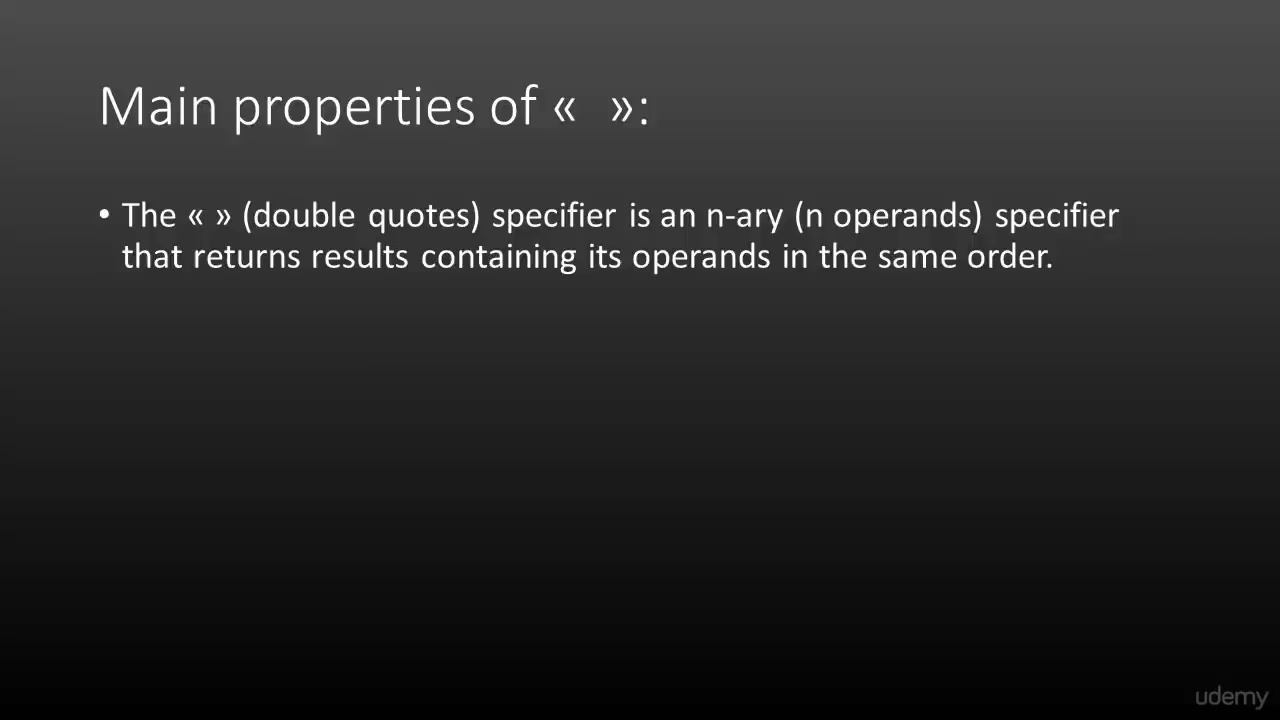 Main properties of «  »:
• The « » (double quotes) specifier is an n-ary (n operands) specifier
that returns results containing its operands in the same order.
udemy